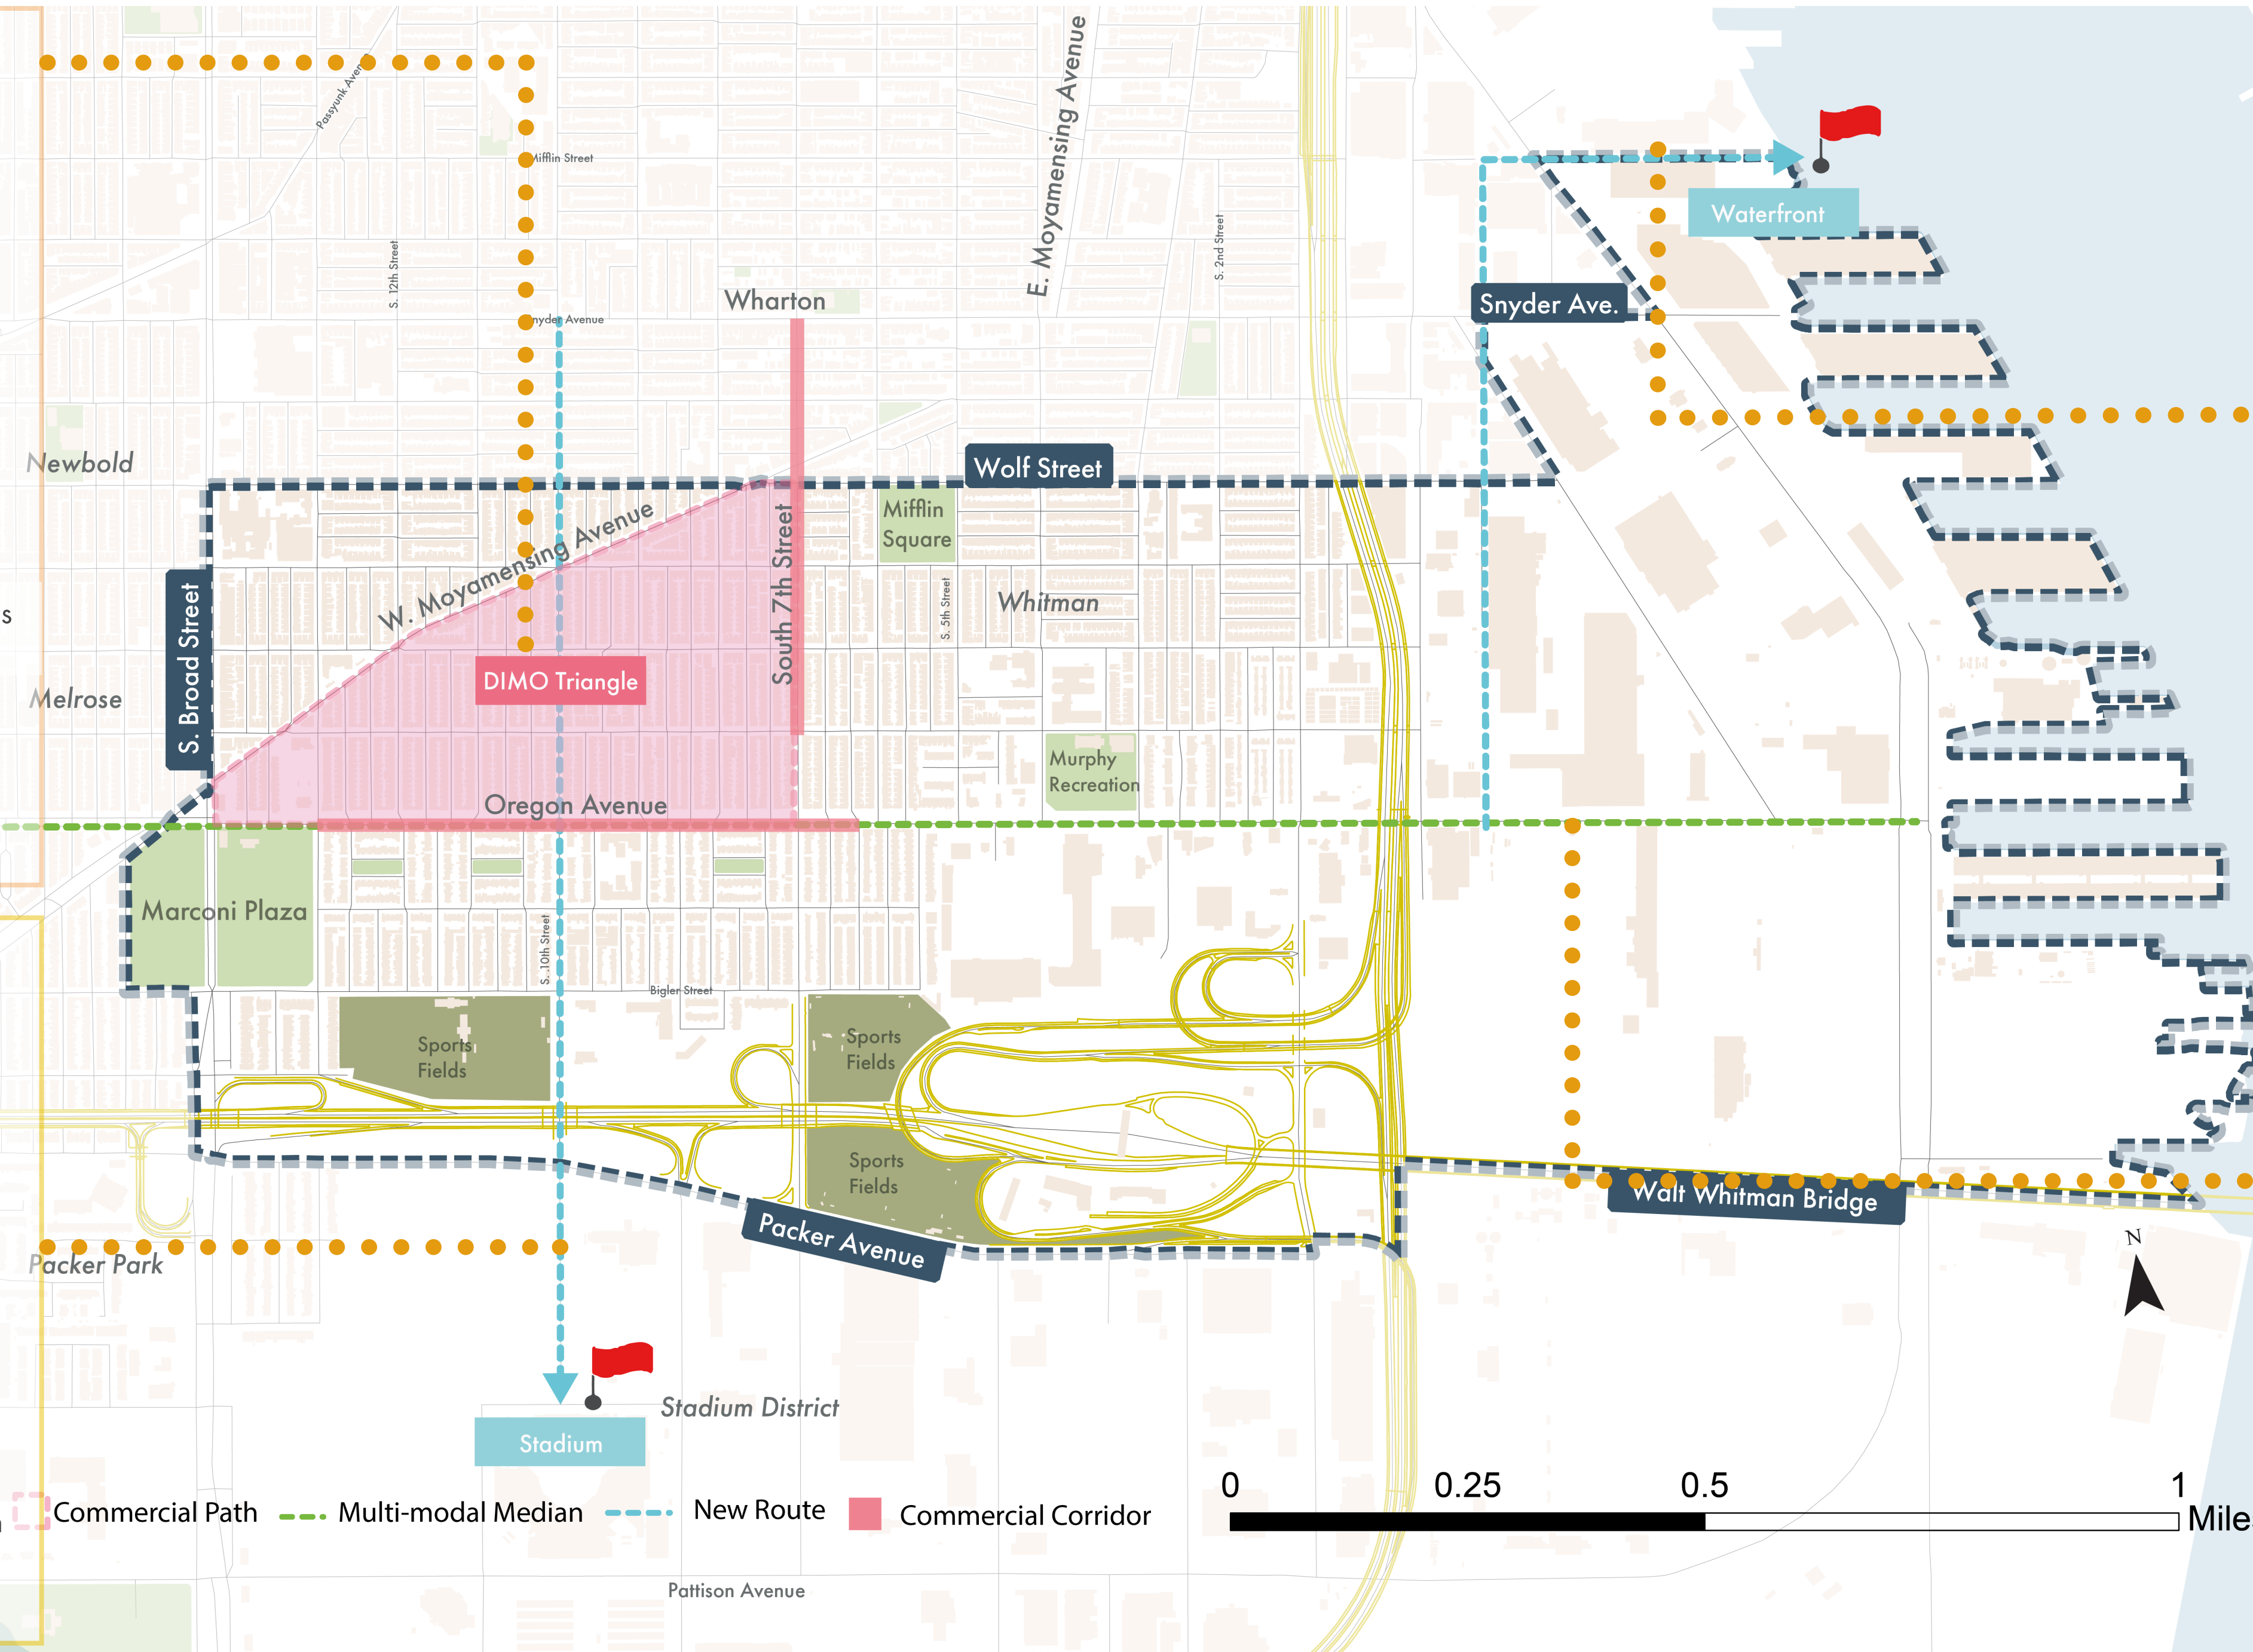 E. Moyamensing Avenue
Passyunk Aven
Mifflin Street
Waterfront
S. 12th Street
S. 2nd Street
Wharton
Snyder Ave.
nyder Avenue
Newbold
Wolf Street
Mifflin
Square
W. Moyamensing Avenue
South 7th Street
S. 5th Street
Whitman
s
S. Broad Street
DIMO Triangle
Melrose
Murphy
Recreation
Oregon Avenue
Marconi Plaza
S. .10th Street
Bigler Street
Sports
Fields
Sports
Fields
Sports
Fields
Walt Whitman Bridge
Packer Avenue
N
Packer Park
Stadium District
Stadium
0 0.25 0.5 1
Mile
Commercial Path
Multi-modal Median
New Route
Commercial Corridor
Pattison Avenue